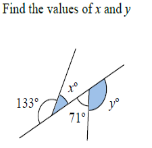 Find the values of x and y
x°
133°
71°
y°